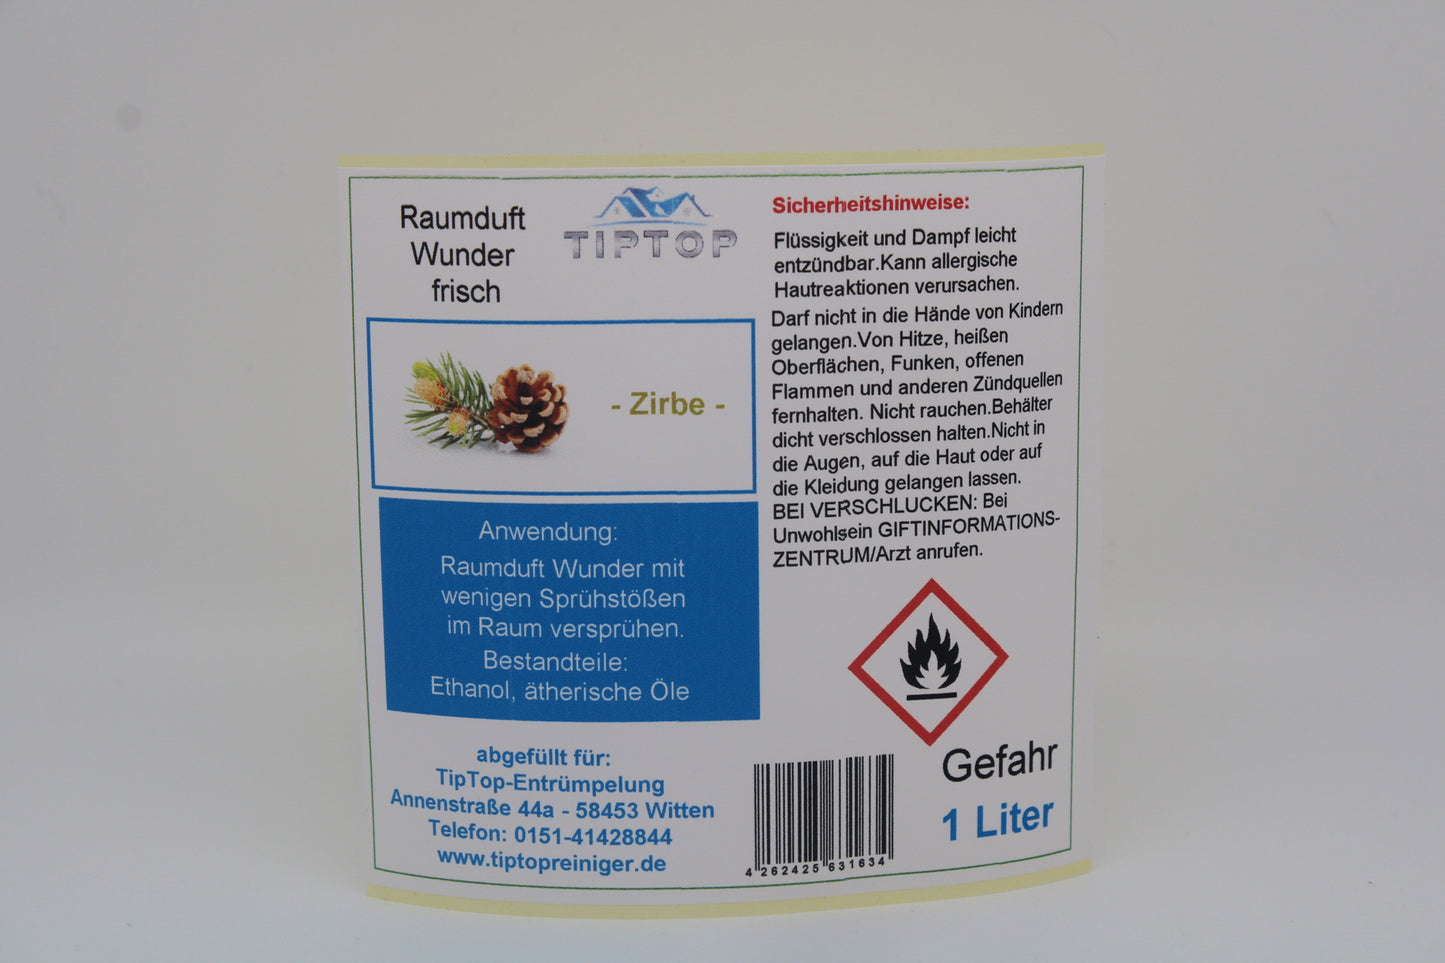 Raumduft
Wunder
frisch
TIPTOP
- Zirbe -
Anwendung:
Raumduft Wunder mit
wenigen Sprühstößen
im Raum versprühen.
Bestandteile:
Ethanol, ätherische Öle
abgefüllt für:
TipTop-Entrümpelung
Annenstraße 44a - 58453 Witten
Telefon: 0151-41428844
www.tiptopreiniger.de
Sicherheitshinweise:
Flüssigkeit und Dampf leicht
entzündbar.Kann allergische
Hautreaktionen verursachen.
Darf nicht in die Hände von Kindern
gelangen.Von Hitze, heißen
Oberflächen, Funken, offenen
Flammen und anderen Zündquellen
fernhalten. Nicht rauchen.Behälter
dicht verschlossen halten.Nicht in
die Augen, auf die Haut oder auf
die Kleidung gelangen lassen.
BEI VERSCHLUCKEN: Bei
Unwohlsein GIFTINFORMATIONS-
ZENTRUM/Arzt anrufen.
Gefahr
1 Liter
4 262425 631634